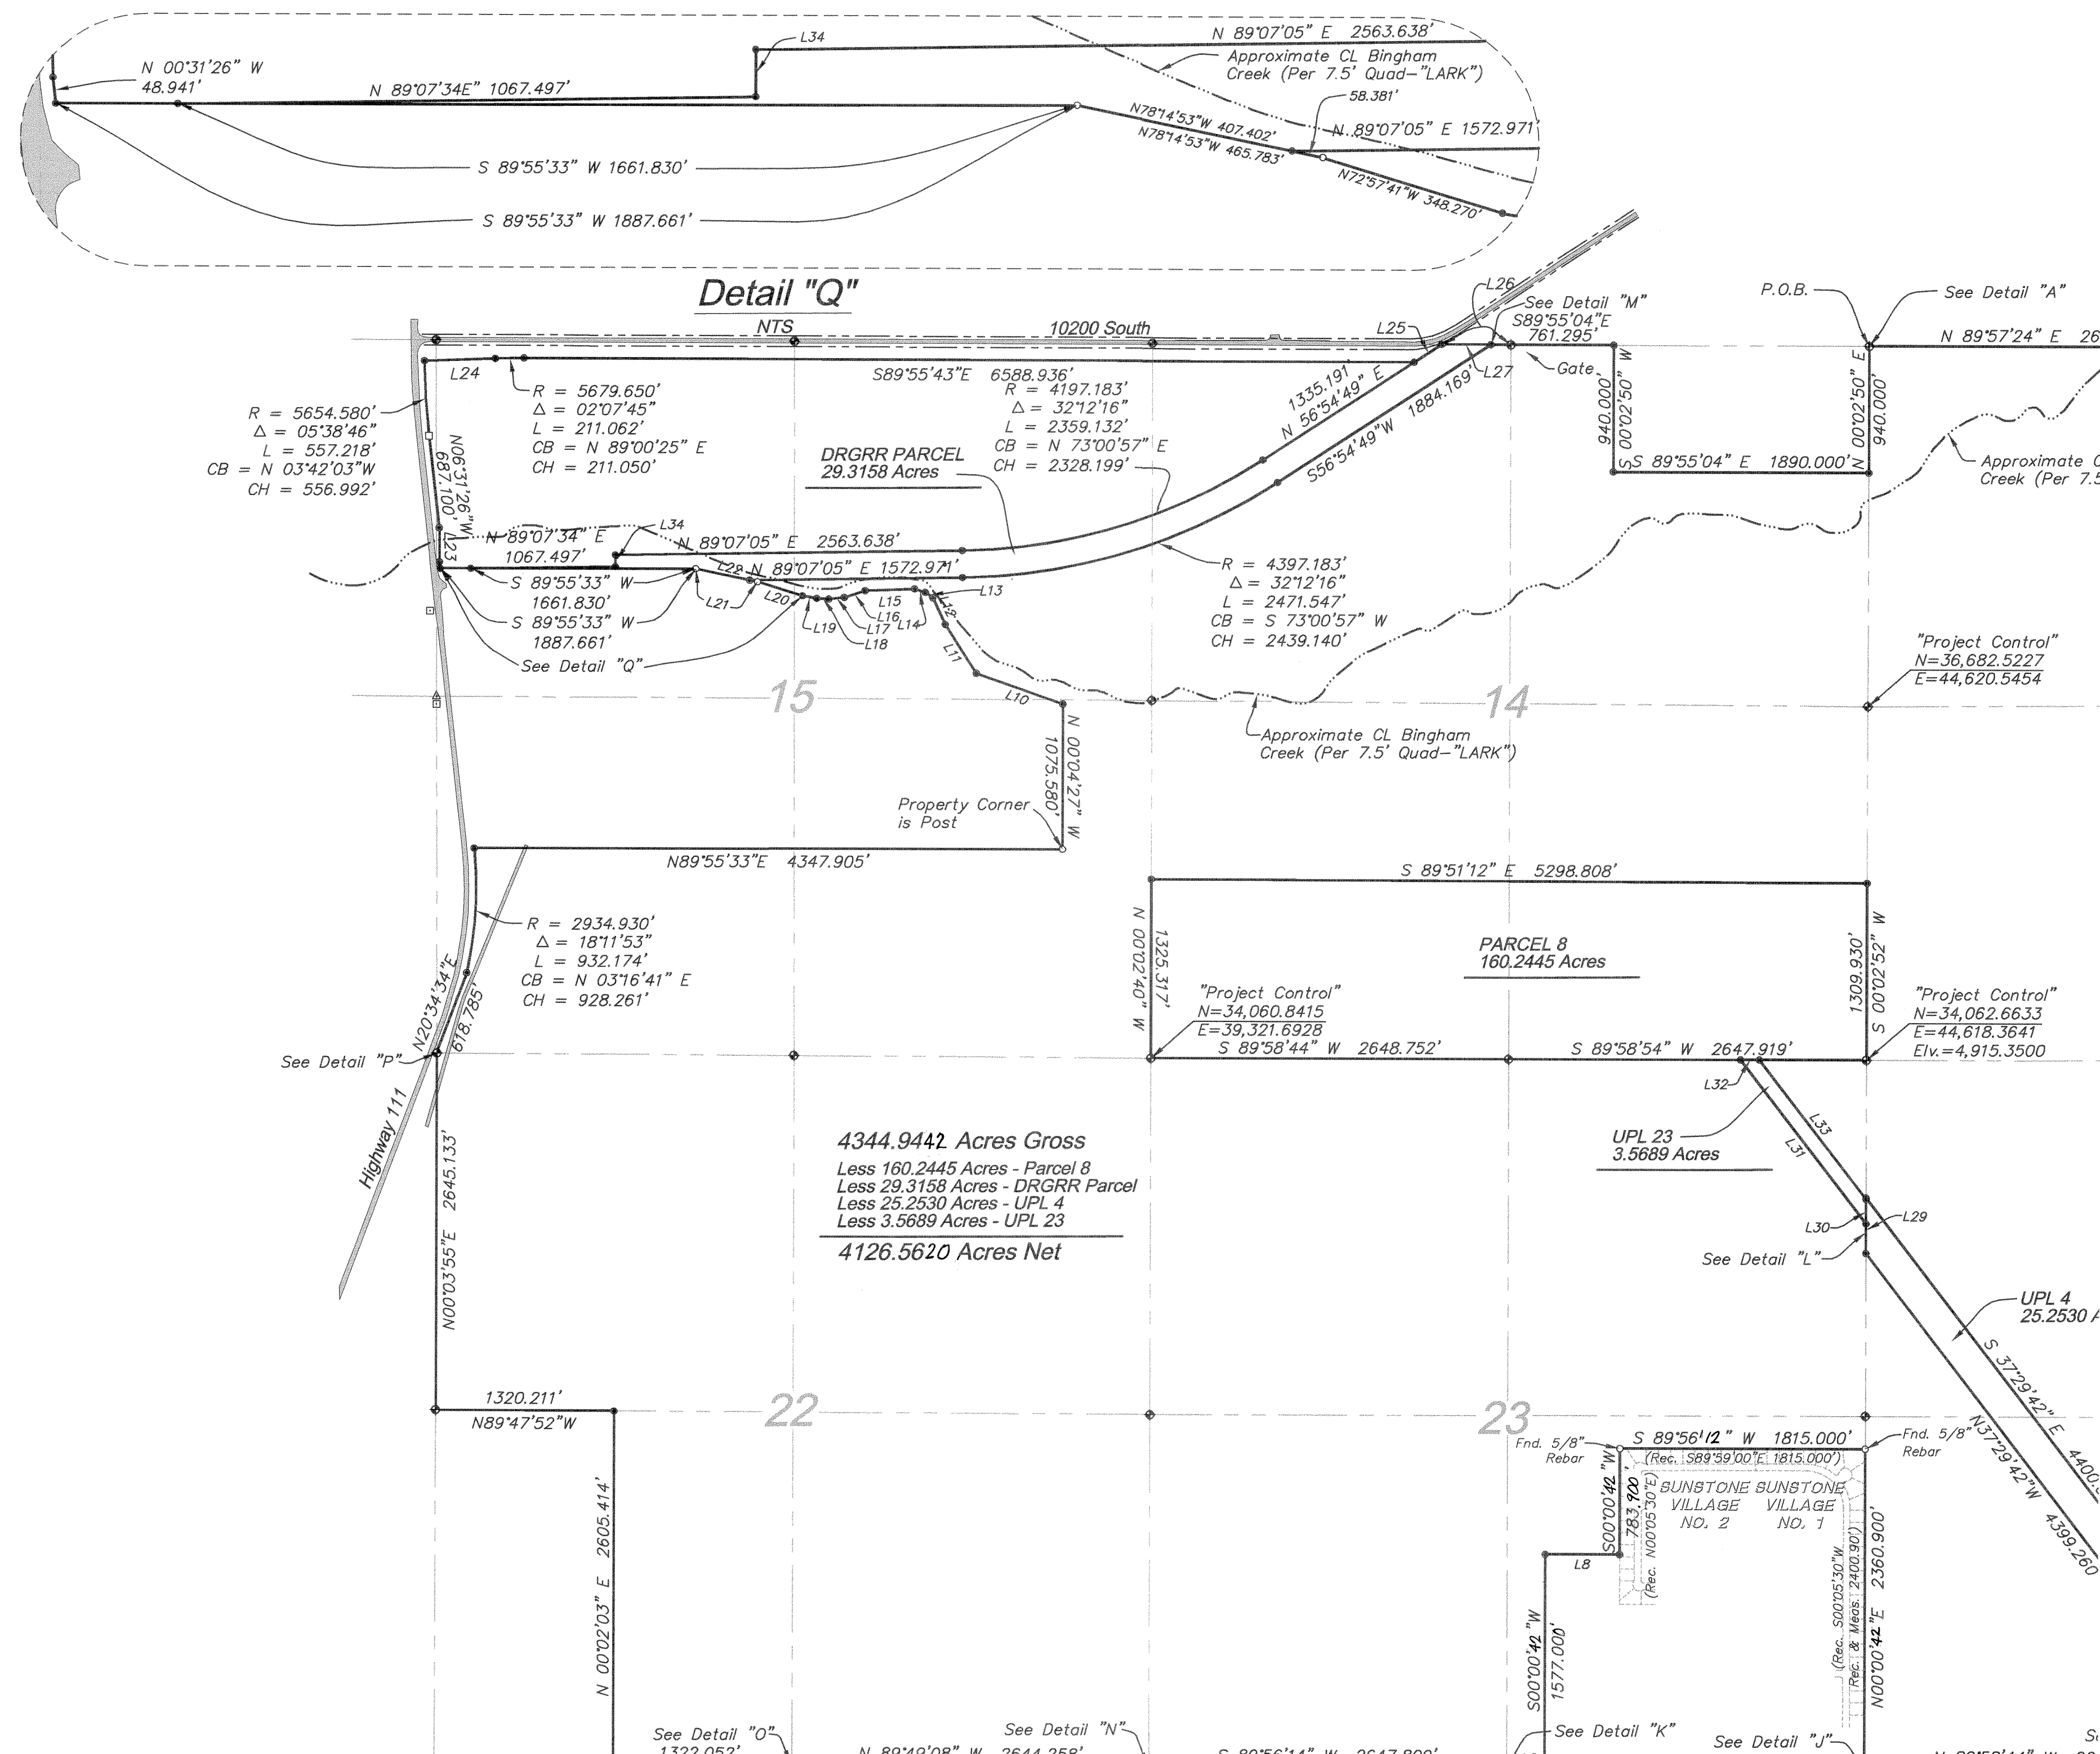 N 00°31'26" W
48.941'
N 89°07'34E" 1067.497'
L34
N 89°07'05" E 2563.638'
Approximate CL Bingham
Creek (Per 7.5' Quad-"LARK")
58.381'
N78°14'53"W 407.402'
N78°14'53"W 465.783'
N 89°07'05" E 1572.971'
N72°57'41"W 348.270'
S 89°55'33" W 1661.830'
S 89°55'33" W 1887.661'
Detail "Q"
NTS
10200 South
L25
L26
See Detail "M"
S89°55'04"E
761.295'
L27
Gate
P.O.B.
See Detail "A"
N 89°57'24" E 26
L24
S89°55'43"E 6588.936'
R = 5679.650'
Δ = 02°07'45"
L = 211.062'
CB = N 89°00'25" E
CH = 211.050'
R = 4197.183'
Δ = 32°12'16"
L = 2359.132'
CB = N 73°00'57" E
CH = 2328.199'
1335.191'
N 56°54'49" E
1884.169'
S56°54'49"W
940.000'
S 00°02'50" W
N 00°02'50" E
940.000'
S 89°55'04" E 1890.000'
R = 5654.580'
Δ = 05°38'46"
L = 557.218'
CB = N 03°42'03"W
CH = 556.992'
N06°31'26"W
687.100'
DRGRR PARCEL
29.3158 Acres
Approximate C
Creek (Per 7.5
L23
N 89°07'34" E
1067.497'
L34
N 89°07'05" E 2563.638'
L28
N 89°07'05" E 1572.971'
S 89°55'33" W
1661.830'
S 89°55'33" W
1887.661'
See Detail "Q"
L21
L20
L19
L18
L17
L16
L15
L14
L13
L12
L11
L10
R = 4397.183'
Δ = 32°12'16"
L = 2471.547'
CB = S 73°00'57" W
CH = 2439.140'
"Project Control"
N=36,682.5227
E=44,620.5454
15
14
Approximate CL Bingham
Creek (Per 7.5' Quad-"LARK")
N 00°04'27" W
1075.580'
Property Corner
is Post
N89°55'33"E 4347.905'
S 89°51'12" E 5298.808'
R = 2934.930'
Δ = 18°11'53"
L = 932.174'
CB = N 03°16'41" E
CH = 928.261'
N 00°02'40" W
1325.317'
PARCEL 8
160.2445 Acres
1309.930'
S 00°02'52" W
N20°34'34"E
618.785'
"Project Control"
N=34,060.8415
E=39,321.6928
"Project Control"
N=34,062.6633
E=44,618.3641
Elv.=4,915.3500
See Detail "P"
S 89°58'44" W 2648.752'
S 89°58'54" W 2647.919'
L32
Highway 111
4344.9442 Acres Gross
Less 160.2445 Acres - Parcel 8
Less 29.3158 Acres - DRGRR Parcel
Less 25.2530 Acres - UPL 4
Less 3.5689 Acres - UPL 23
4126.5620 Acres Net
UPL 23
3.5689 Acres
L33
L31
L30
L29
See Detail "L"
N00°03'55"E 2645.133'
UPL 4
25.2530 A
S 37°29'42" E 4400.
N37°29'42"W 4399.260
1320.211'
N89°47'52"W
22
23
N 00°02'03" E 2605.414'
Fnd. 5/8"
Rebar
S 89°56'12" W 1815.000'
(Rec. S89°59'00"E 1815.000')
Fnd. 5/8"
Rebar
S00°00'42"W
783.900'
(Rec. N00°05'30"E)
SUNSTONE
VILLAGE
NO. 2
SUNSTONE
VILLAGE
NO. 1
L8
(Rec. S00°05'30"W
Rec. & Meas. 2400.90')
N00°00'42"E 2360.900'
S00°00'42"W
1577.000'
See Detail "O"
1322.052'
N 89°49'08" W 2644.258'
See Detail "N"
S 89°56'14" W 2647.800'
See Detail "K"
See Detail "J"